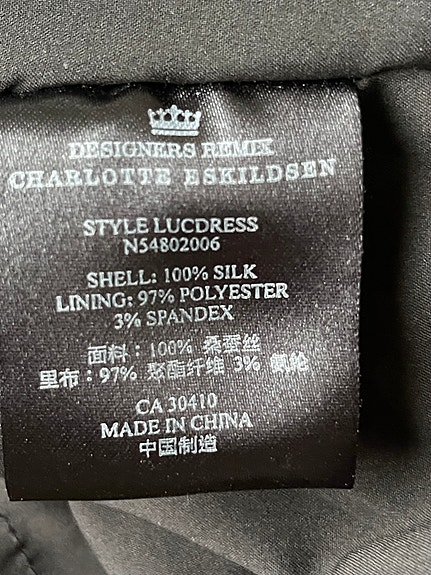 DESIGNERS REMIX
CHARLOTTE ESKILDSEN
STYLE LUCDRESS
N54802006
SHELL: 100% SILK
LINING: 97% POLYESTER
3% SPANDEX
面料：100% 桑蚕丝
里布：97% 聚酯纤维 3% 氨纶
CA 30410
MADE IN CHINA
中国制造